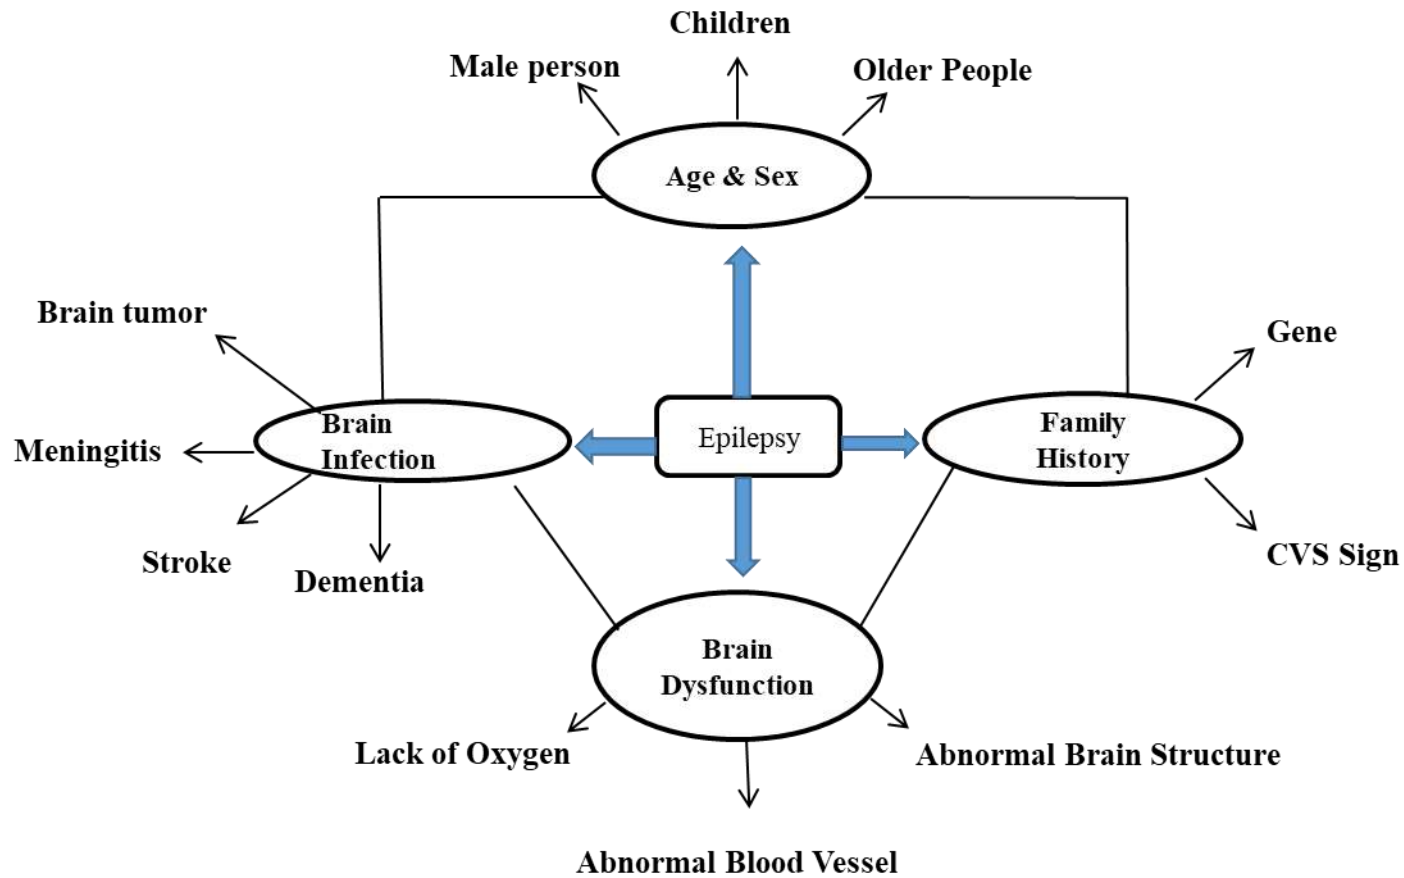 Children
Male person
Older People
Age & Sex
Brain tumor
Gene
Brain
Infection
Epilepsy
Family
History
Meningitis
Stroke
Dementia
CVS Sign
Brain
Dysfunction
Lack of Oxygen
Abnormal Brain Structure
Abnormal Blood Vessel